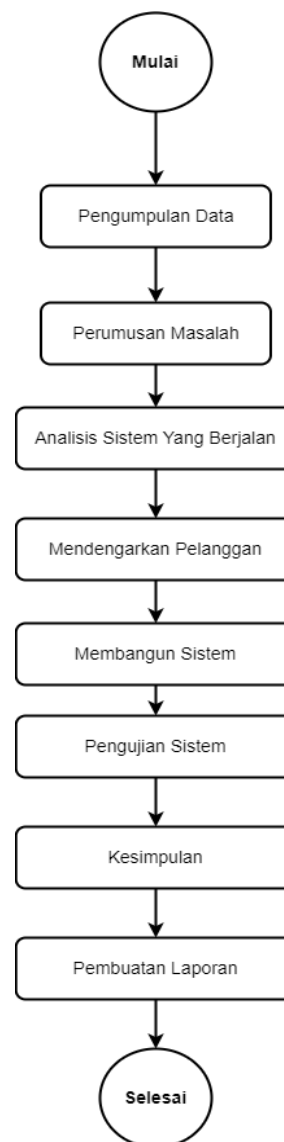 Mulai
Pengumpulan Data
Perumusan Masalah
Analisis Sistem Yang Berjalan
Mendengarkan Pelanggan
Membangun Sistem
Pengujian Sistem
Kesimpulan
Pembuatan Laporan
Selesai